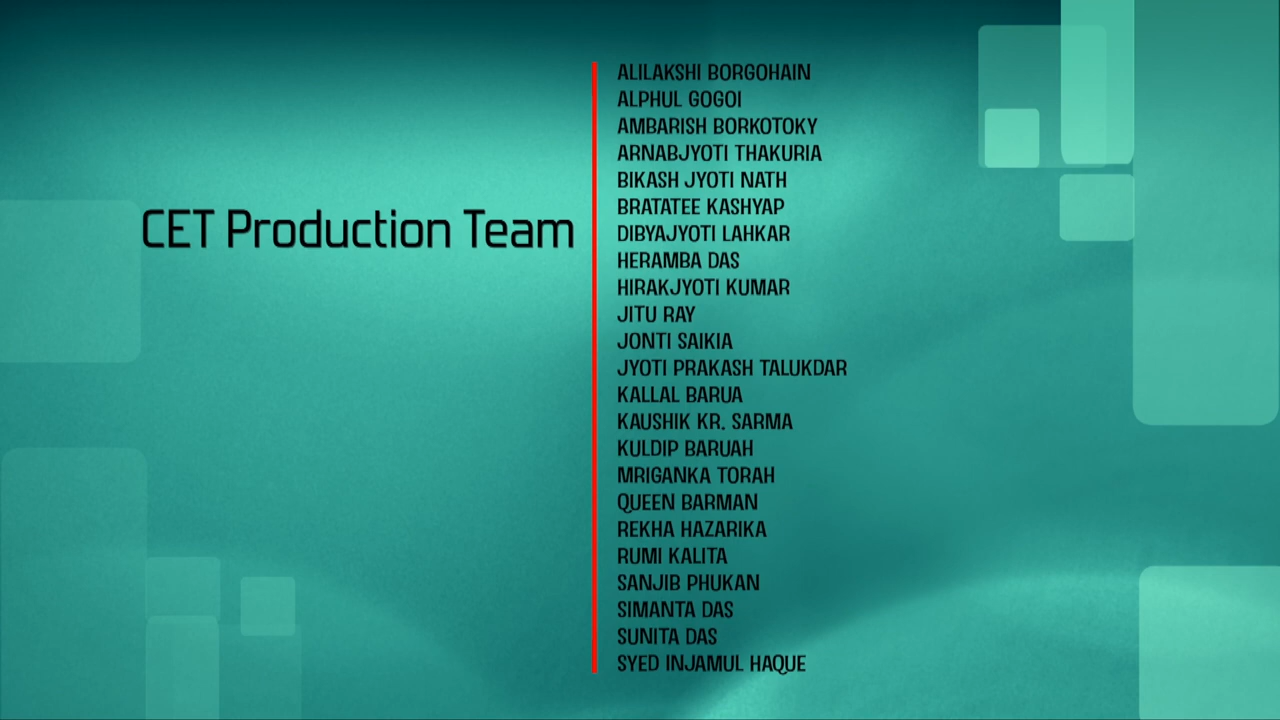 CET Production Team
ALILAKSHI BORGOHAIN
ALPHUL GOGOI
AMBARISH BORKOTOKY
ARNABJYOTI THAKURIA
BIKASH JYOTI NATH
BRATATEE KASHYAP
DIBYAJYOTI LAHKAR
HERAMBA DAS
HIRAKJYOTI KUMAR
JITU RAY
JONTI SAIKIA
JYOTI PRAKASH TALUKDAR
KALLAL BARUA
KAUSHIK KR. SARMA
KULDIP BARUAH
MRIGANKA TORAH
QUEEN BARMAN
REKHA HAZARIKA
RUMI KALITA
SANJIB PHUKAN
SIMANTA DAS
SUNITA DAS
SYED INJAMUL HAQUE